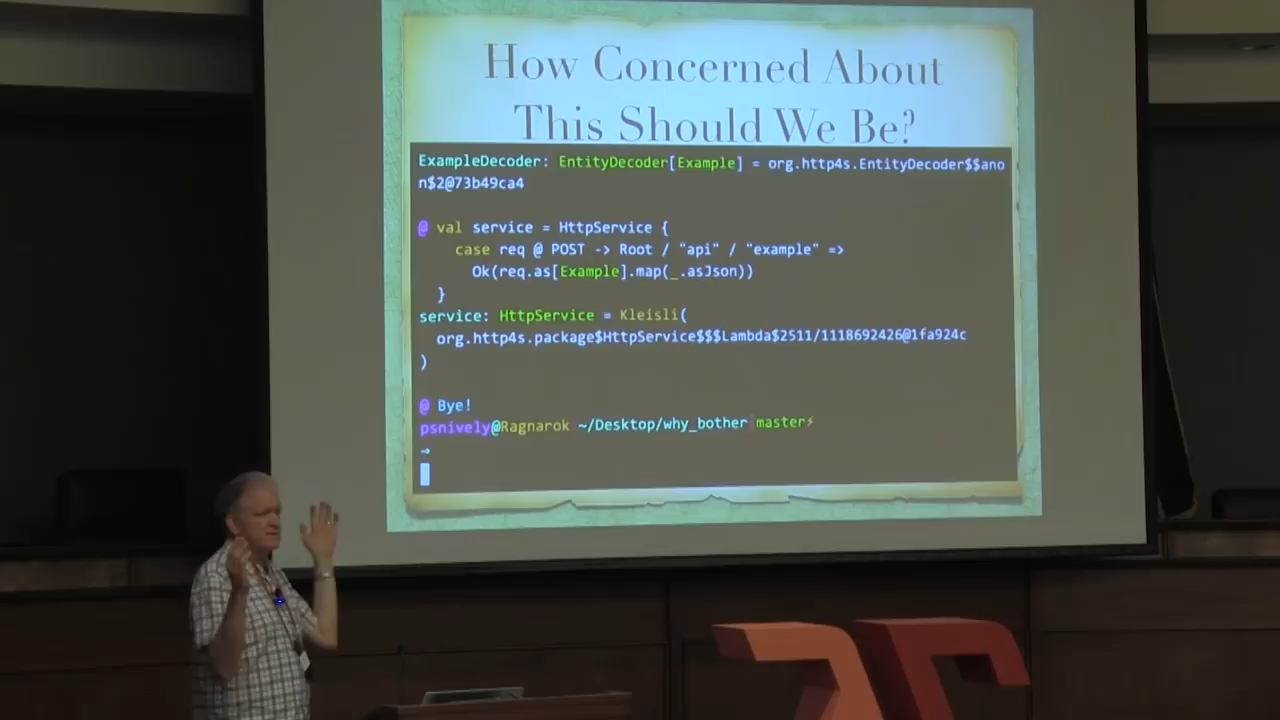 How Concerned About
This Should We Be?
ExampleDecoder: EntityDecoder[Example] = org.http4s.EntityDecoder$$ano
n$2@73b49ca4
@ val service = HttpService {
case req @ POST -> Root / "api" / "example" =>
Ok(req.as[Example].map(_.asJson))
}
service: HttpService = Kleisli(
org.http4s.package$HttpService$$$Lambda$2511/1118692426@1fa924c
)
@ Bye!
psnively@Ragnarok ~/Desktop/why_bother master⚡
→